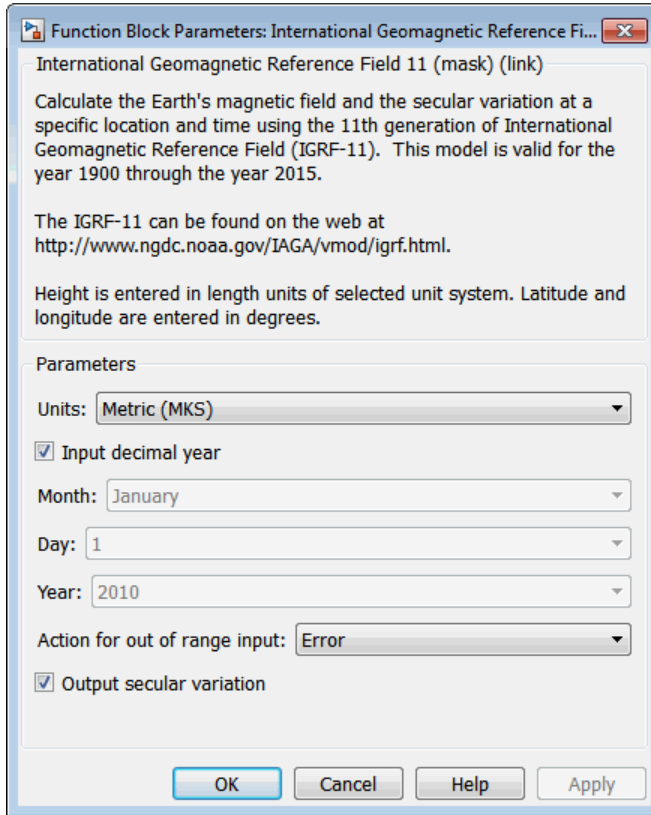 Function Block Parameters: International Geomagnetic Reference Fi...
International Geomagnetic Reference Field 11 (mask) (link)
Calculate the Earth's magnetic field and the secular variation at a
specific location and time using the 11th generation of International
Geomagnetic Reference Field (IGRF-11).  This model is valid for the
year 1900 through the year 2015.
The IGRF-11 can be found on the web at
http://www.ngdc.noaa.gov/IAGA/vmod/igrf.html.
Height is entered in length units of selected unit system. Latitude and
longitude are entered in degrees.
Parameters
Units: Metric (MKS)
Input decimal year
Month: January
Day: 1
Year: 2010
Action for out of range input: Error
Output secular variation
OK Cancel Help Apply